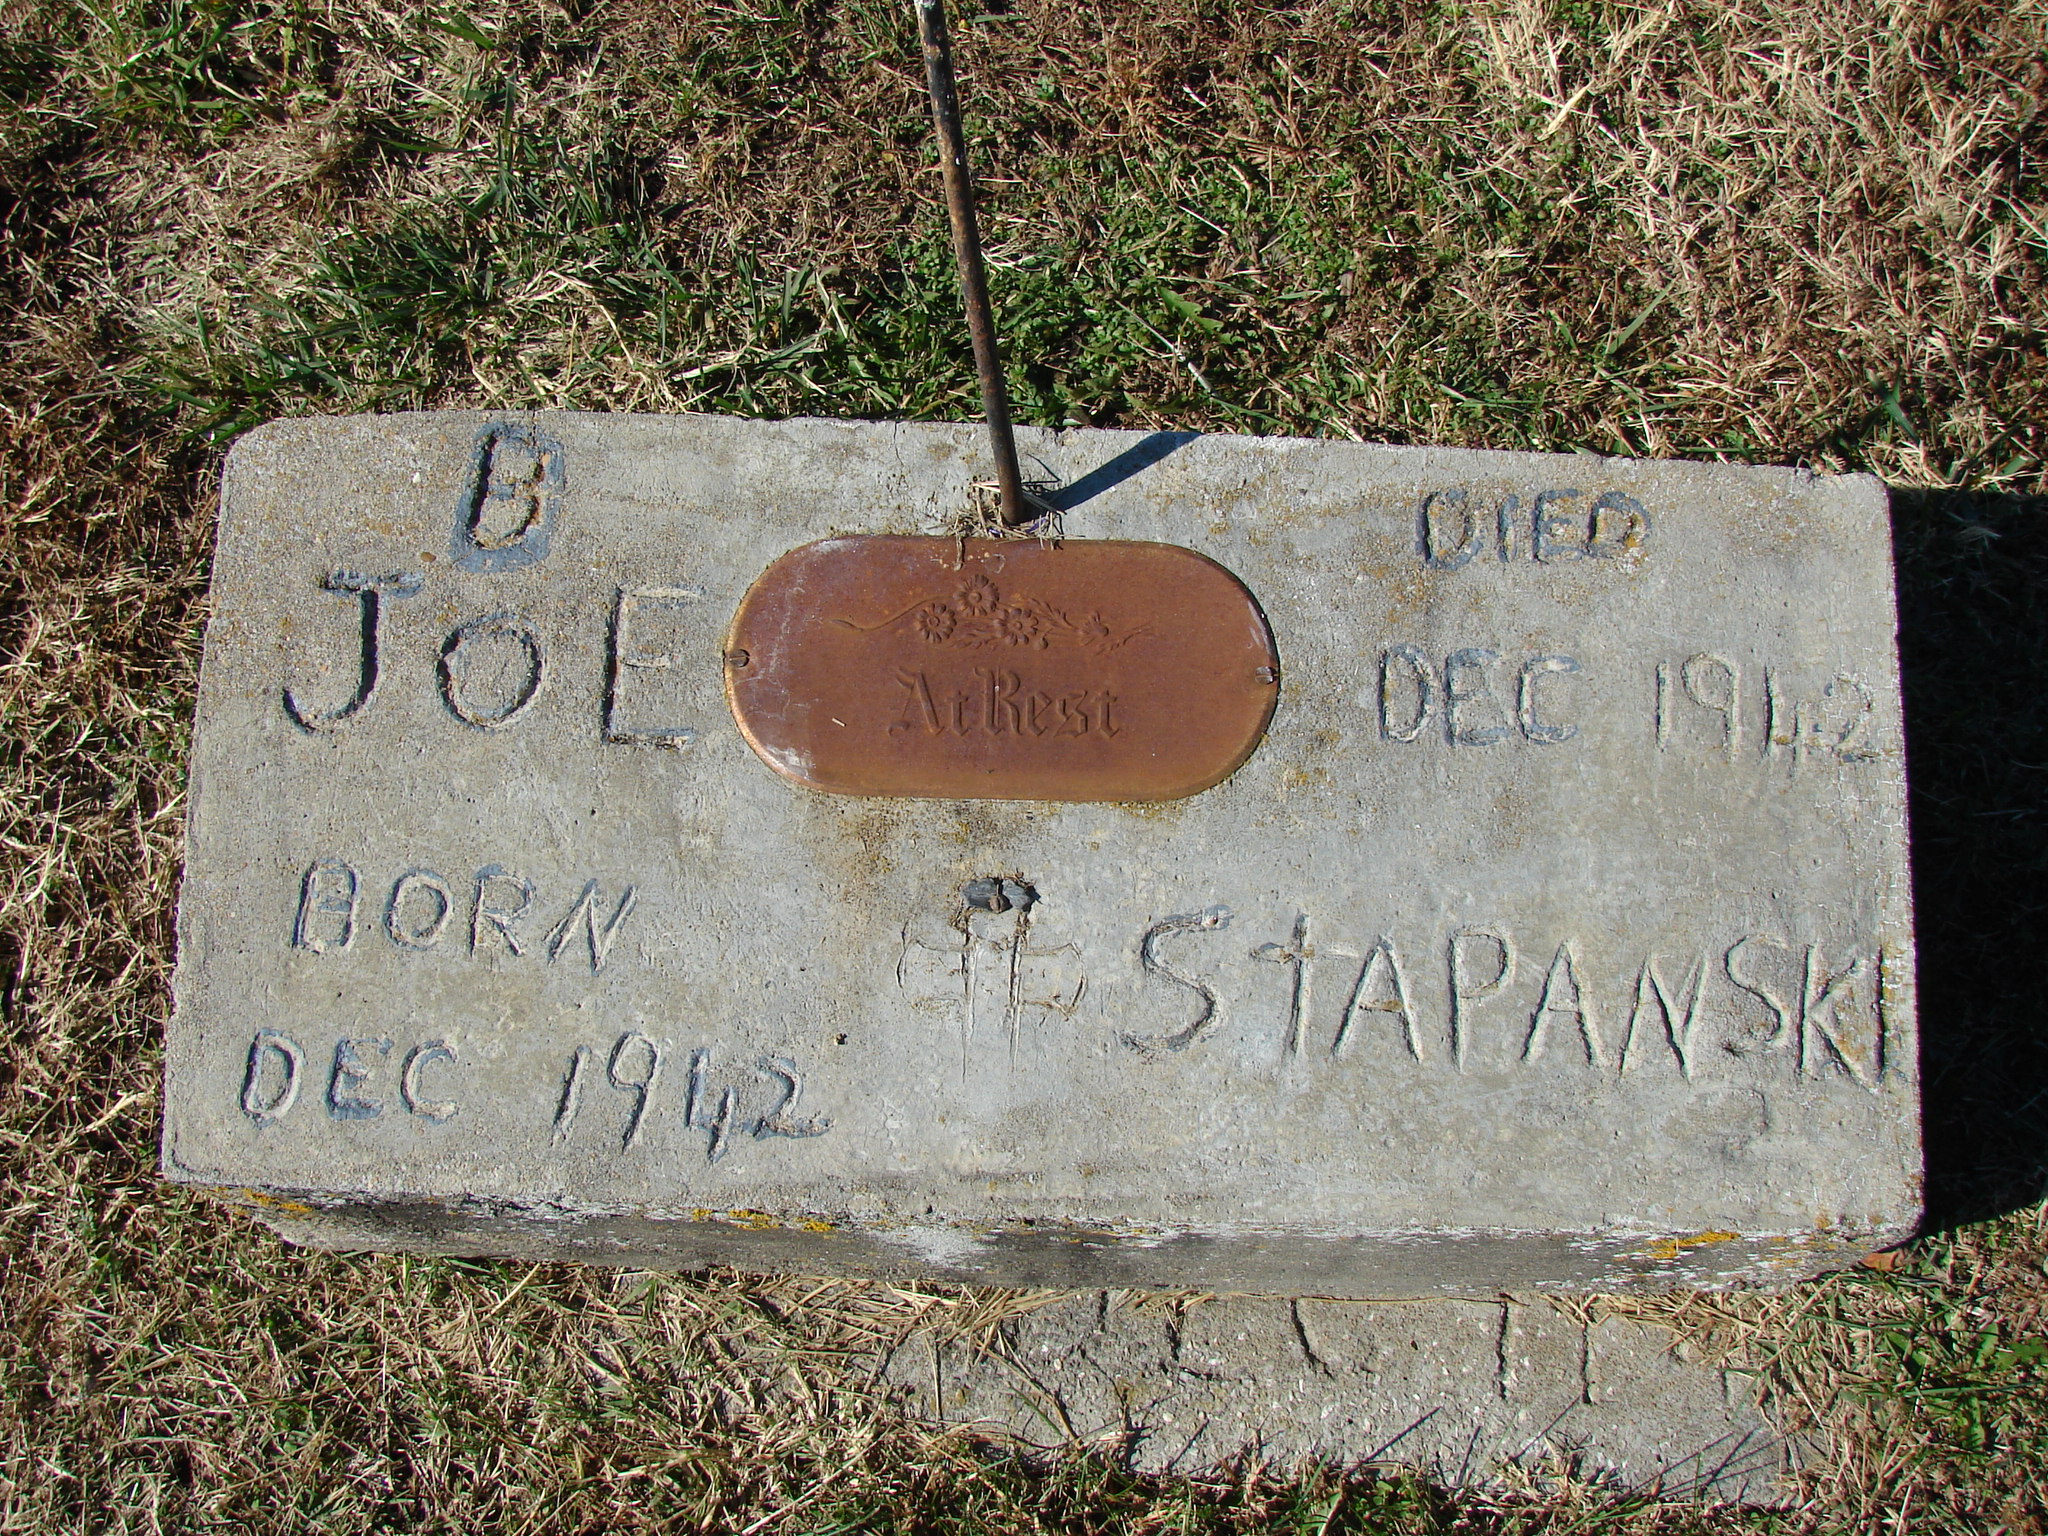 B
JOE
At Rest
DIED
DEC 1942
BORN
DEC 1942
StAPANSKI